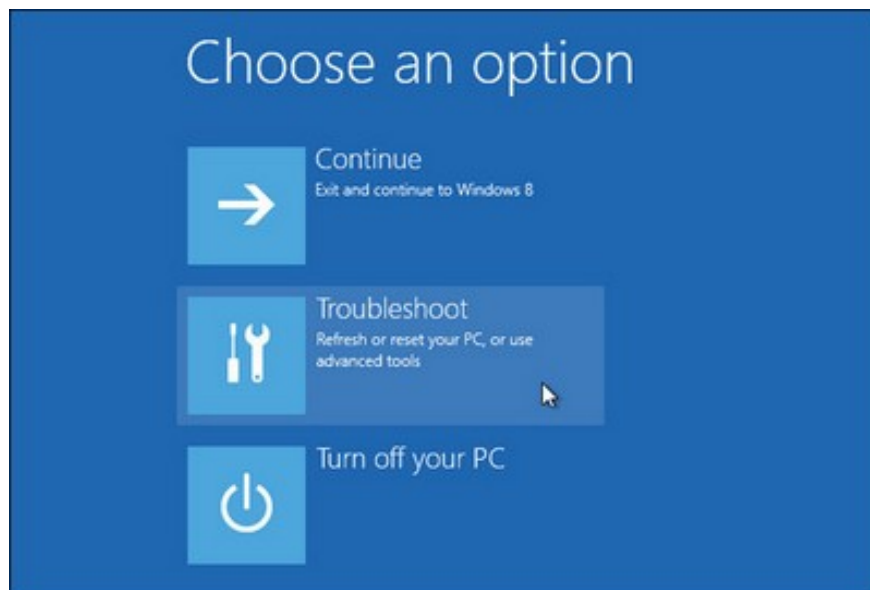 Choose an option
Continue
Exit and continue to Windows 8
Troubleshoot
Refresh or reset your PC, or use
advanced tools
Turn off your PC